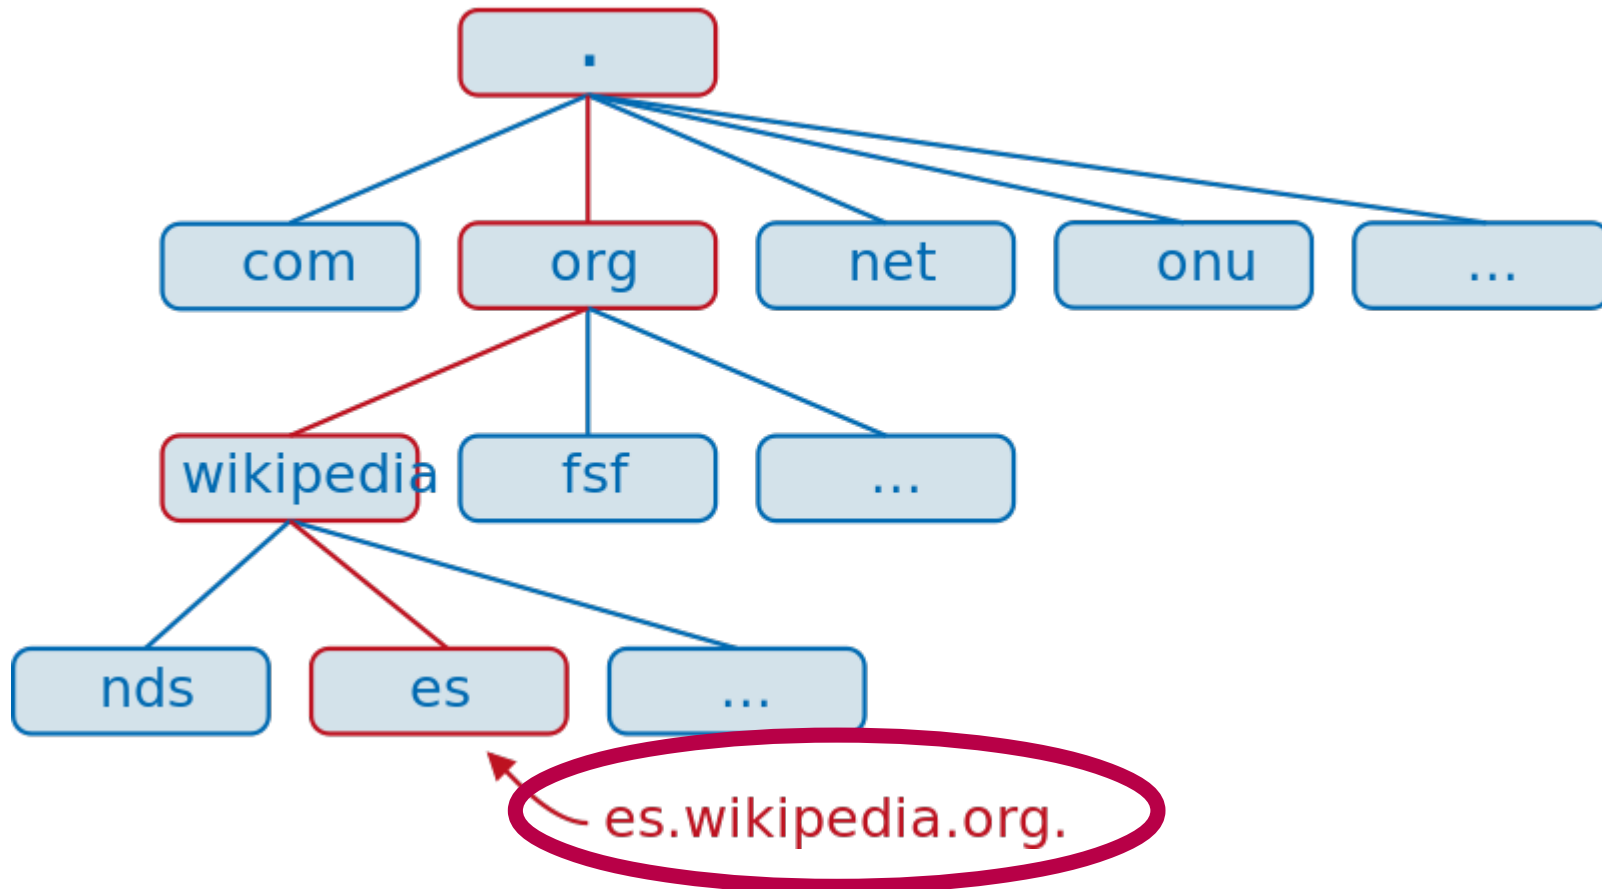 .
com org net onu ...
wikipedia fsf ...
nds es ...
es.wikipedia.org.